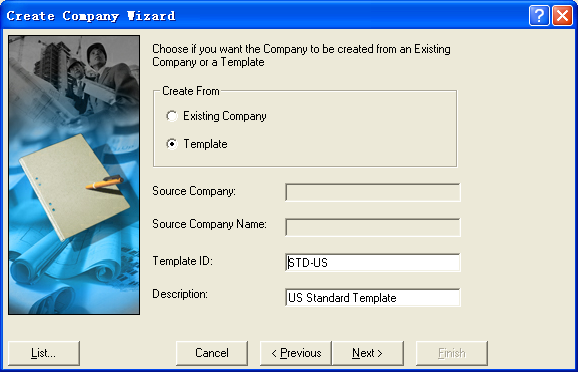 Create Company Wizard
Choose if you want the Company to be created from an Existing
Company or a Template
Create From
Existing Company
Template
Source Company:
Source Company Name:
Template ID:
STD-US
Description:
US Standard Template
List...
Cancel
< Previous
Next >
Finish